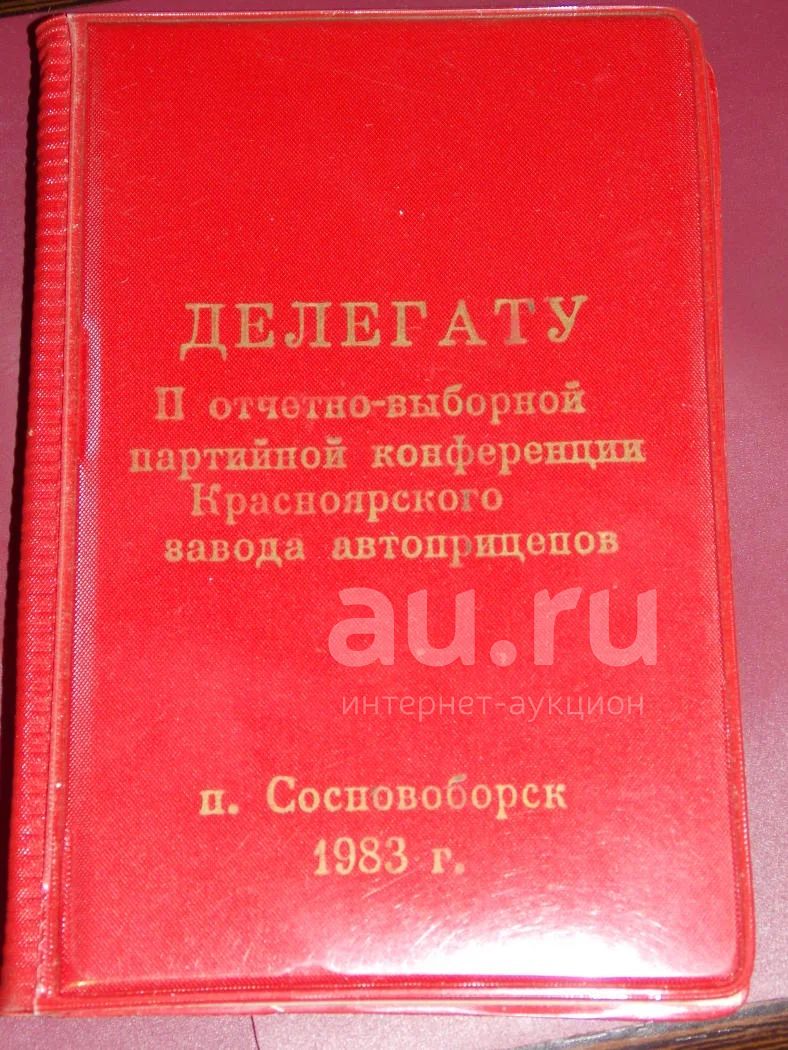 ДЕЛЕГАТУ
II отчетно-выборной
партийной конференции
Красноярского
завода автоприцепов
au.ru
интернет-аукцион
п. Сосновоборск
1983 г.